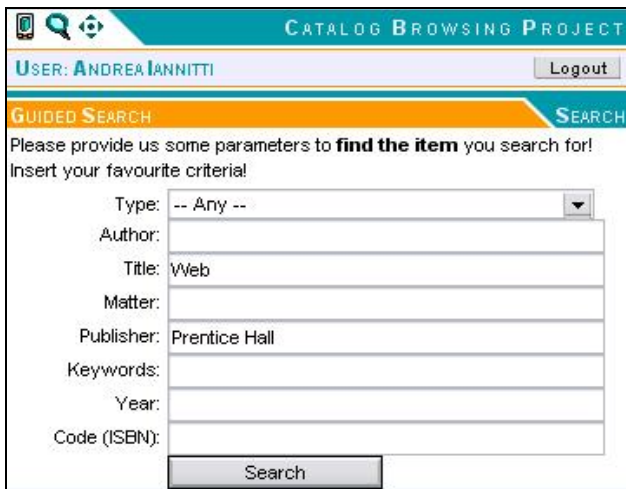 CATALOG BROWSING PROJECT
USER: ANDREA IANNITTI Logout
GUIDED SEARCH SEARCH
Please provide us some parameters to find the item you search for!
Insert your favourite criteria!
Type: -- Any --
Author:
Title: Web
Matter:
Publisher: Prentice Hall
Keywords:
Year:
Code (ISBN):
Search